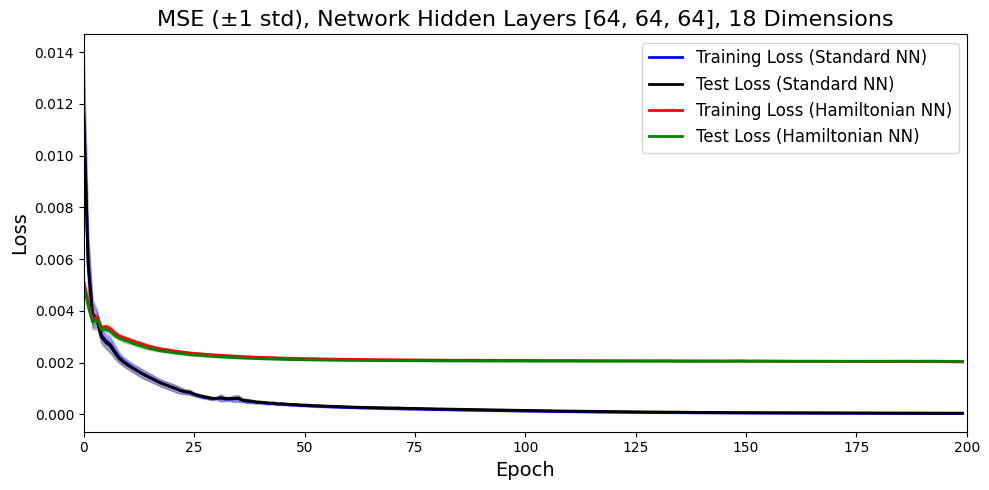 MSE (±1 std), Network Hidden Layers [64, 64, 64], 18 Dimensions
Training Loss (Standard NN)
Test Loss (Standard NN)
Training Loss (Hamiltonian NN)
Test Loss (Hamiltonian NN)
Loss
0.014
0.012
0.010
0.008
0.006
0.004
0.002
0.000
0 25 50 75 100 125 150 175 200
Epoch